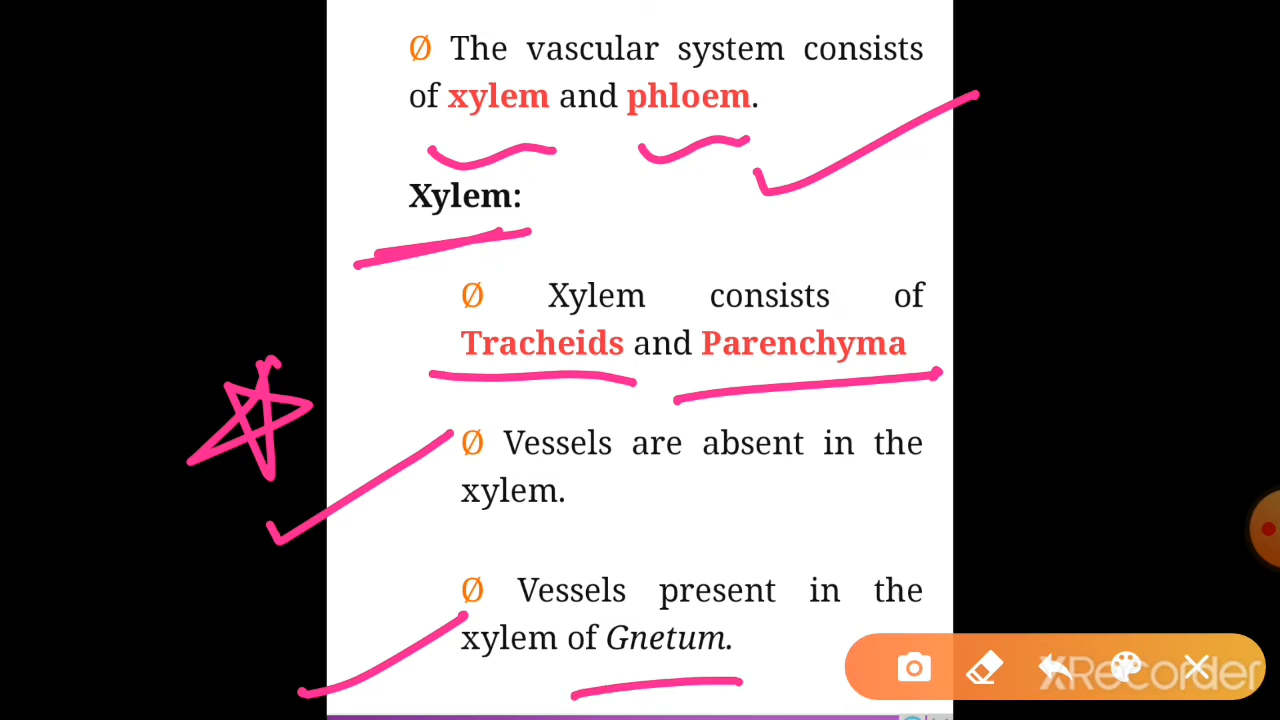 Ø The vascular system consists
of xylem and phloem.
Xylem:
Ø Xylem consists of
Tracheids and Parenchyma
Ø Vessels are absent in the
xylem.
Ø Vessels present in the
xylem of Gnetum.
XRecorder